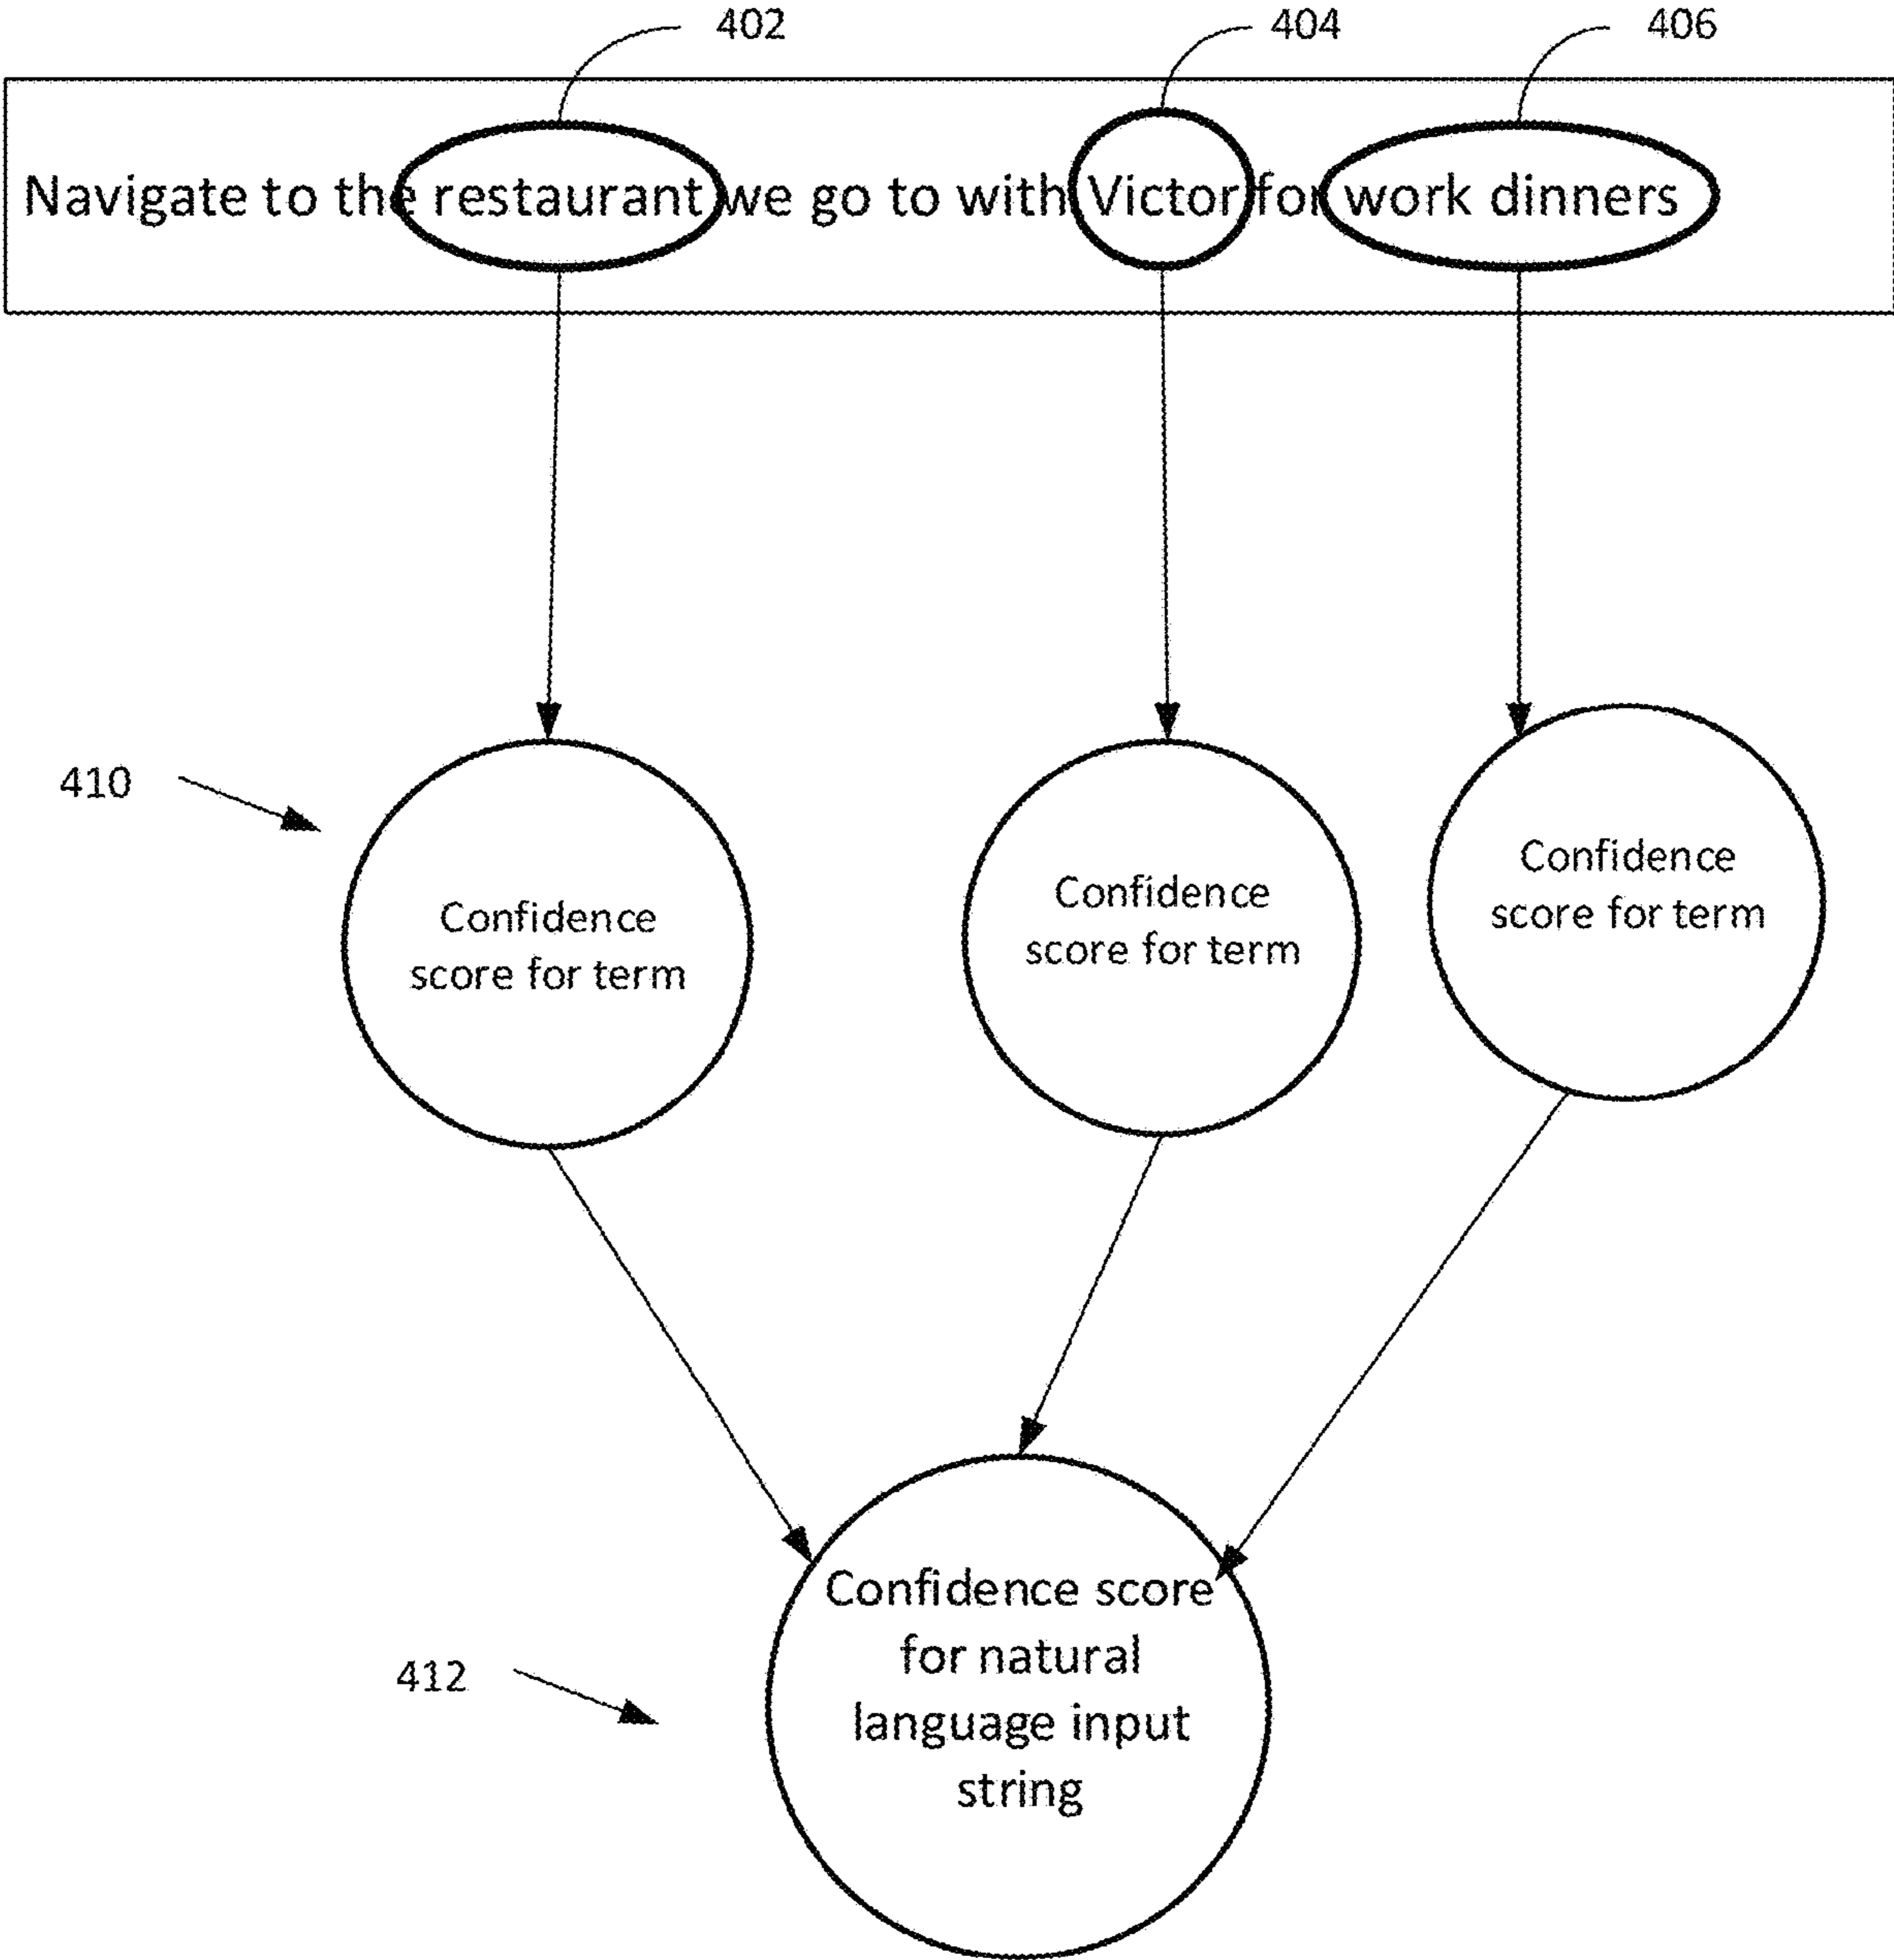 402
404
406
Navigate to the restaurant we go to with Victor for work dinners
410
Confidence
score for term
Confidence
score for term
Confidence
score for term
412
Confidence score
for natural
language input
string